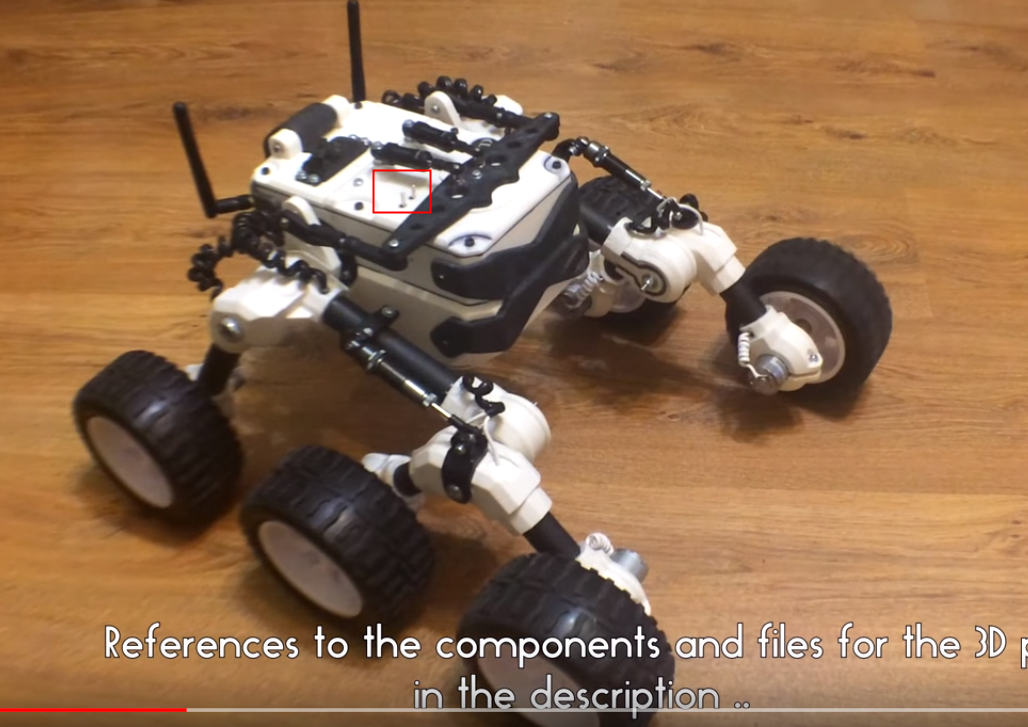 References to the components and files for the 3D p
in the description ..